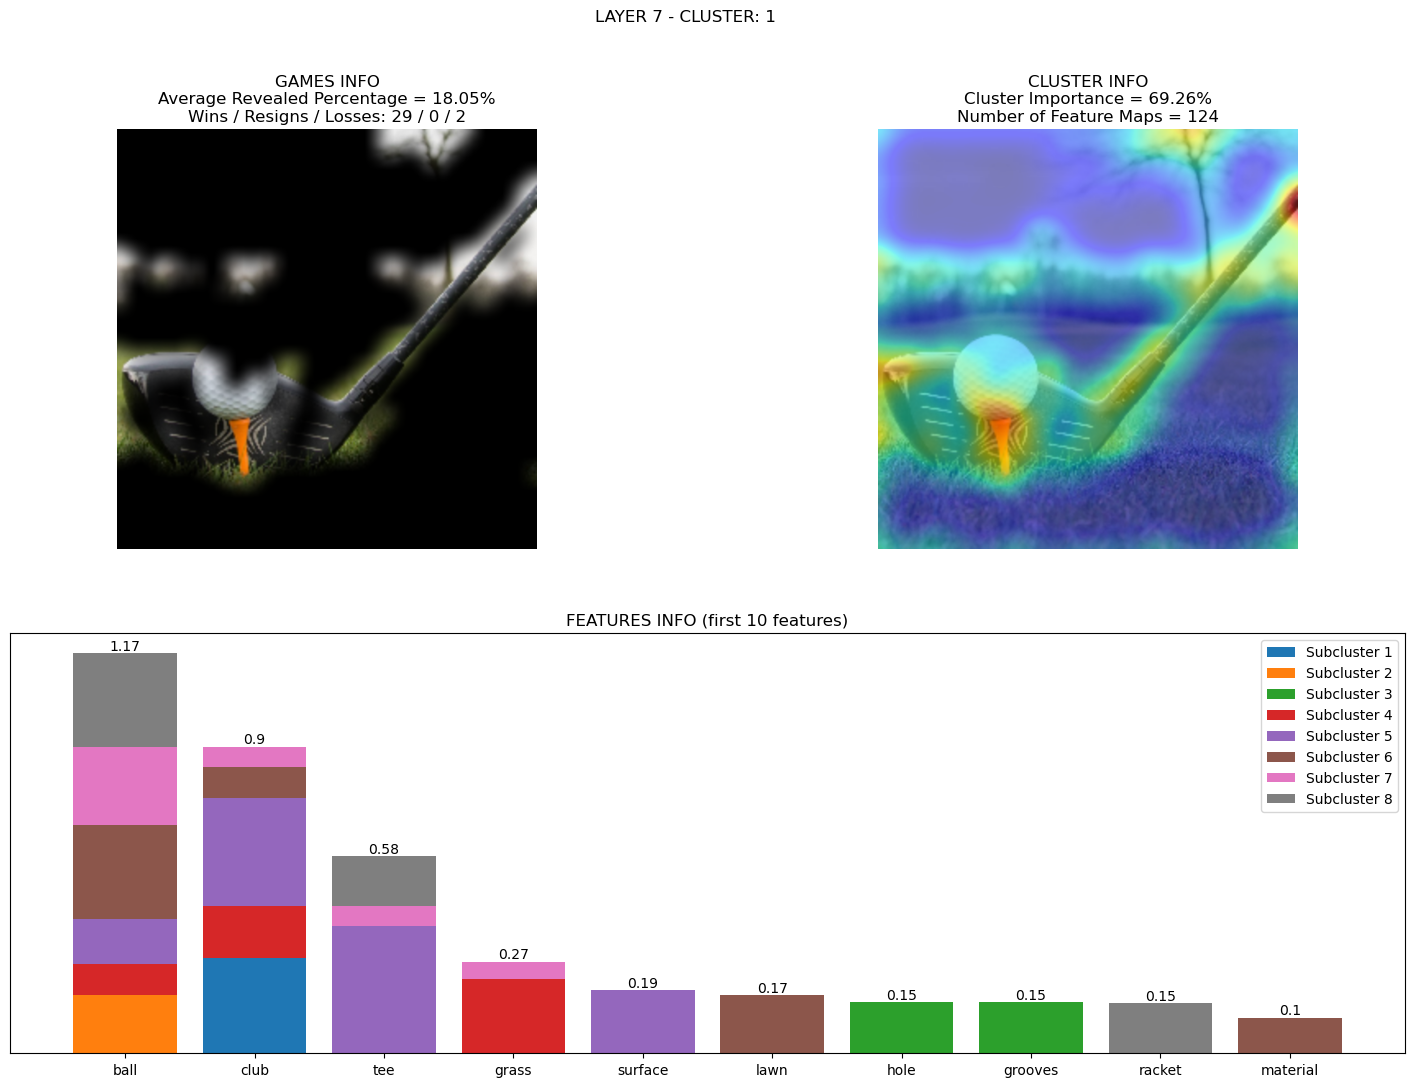 LAYER 7 - CLUSTER: 1
GAMES INFO
Average Revealed Percentage = 18.05%
Wins / Resigns / Losses: 29 / 0 / 2
CLUSTER INFO
Cluster Importance = 69.26%
Number of Feature Maps = 124
FEATURES INFO (first 10 features)
1.17
0.9
0.58
0.27
0.19
0.17
0.15
0.15
0.15
0.1
Subcluster 1
Subcluster 2
Subcluster 3
Subcluster 4
Subcluster 5
Subcluster 6
Subcluster 7
Subcluster 8
ball club tee grass surface lawn hole grooves racket material